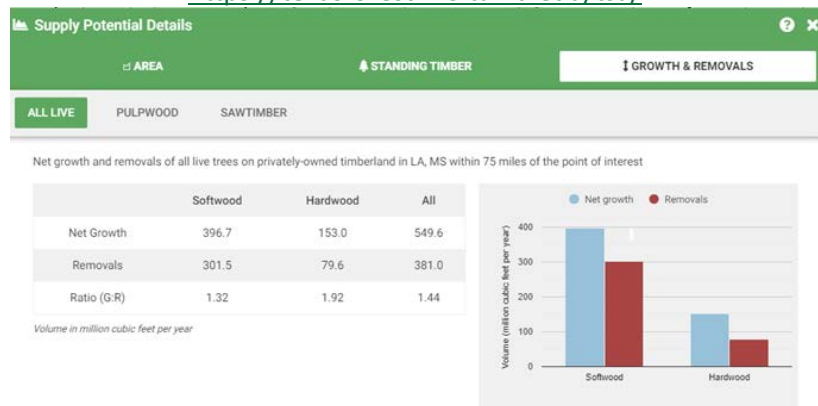 Supply Potential Details
AREA
STANDING TIMBER
GROWTH & REMOVALS
ALL LIVE PULPWOOD SAWTIMBER
Net growth and removals of all live trees on privately-owned timberland in LA, MS within 75 miles of the point of interest
Softwood Hardwood All
Net Growth 396.7 153.0 549.6
Removals 301.5 79.6 381.0
Ratio (G:R) 1.32 1.92 1.44
Volume in million cubic feet per year
Net growth Removals
Volume (million cubic feet per year)
400
300
200
100
0
Softwood Hardwood